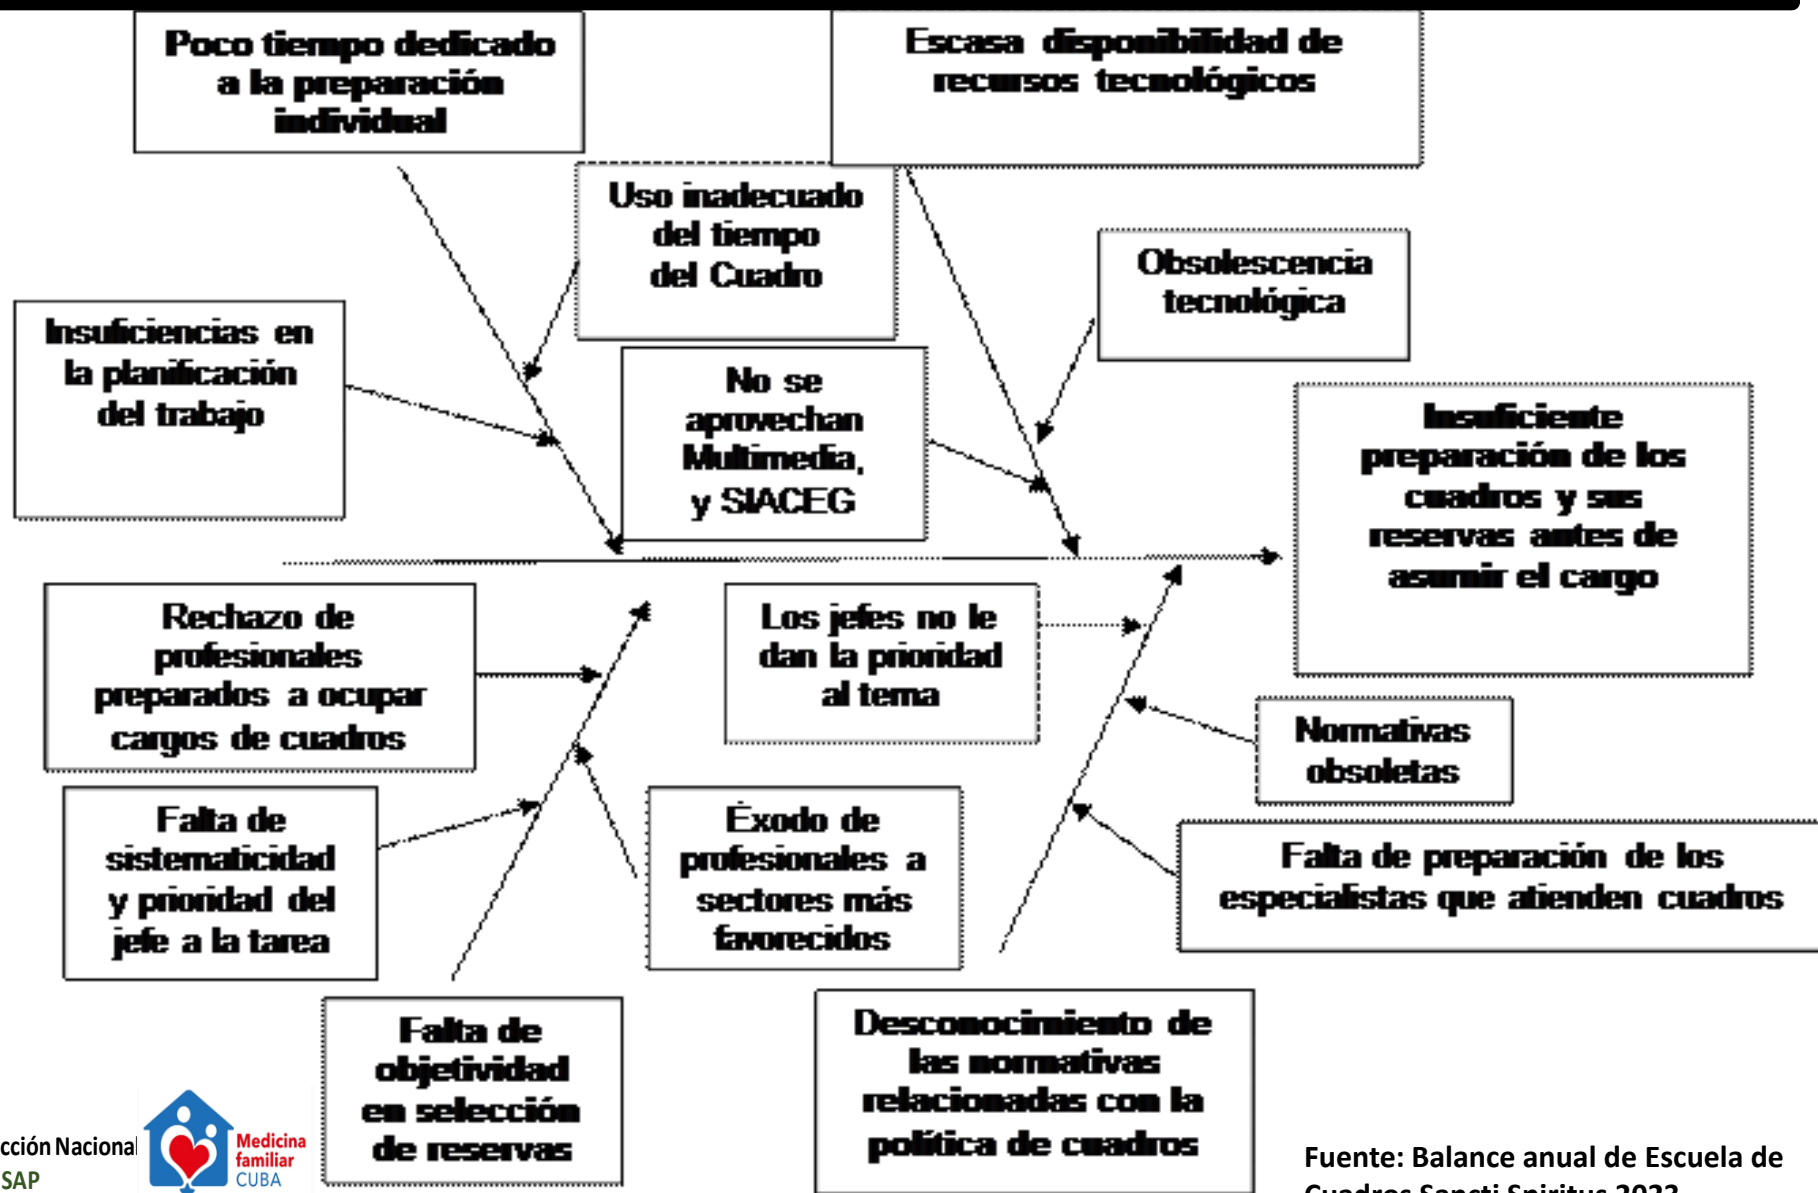 Poco tiempo dedicado
a la preparación
individual
Escasa disponibilidad de
recursos tecnológicos
Uso inadecuado
del tiempo
del Cuadro
Obsolescencia
tecnológica
Insuficiencias en
la planificación
del trabajo
No se
aprovechan
Multimedia,
y SIACEG
Insuficiente
preparación de los
cuadros y sus
reservas antes de
asumir el cargo
Rechazo de
profesionales
preparados a ocupar
cargos de cuadros
Los jefes no le
dan la prioridad
al tema
Normativas
obsoletas
Falta de
sistematicidad
y prioridad del
jefe a la tarea
Éxodo de
profesionales a
sectores más
favorecidos
Falta de preparación de los
especialistas que atienden cuadros
Falta de
objetividad
en selección
de reservas
Desconocimiento de
las normativas
relacionadas con la
política de cuadros
cción Nacional
SAP
Medicina
familiar
CUBA
Fuente: Balance anual de Escuela de
Cuadros Sancti Spiritus 2023